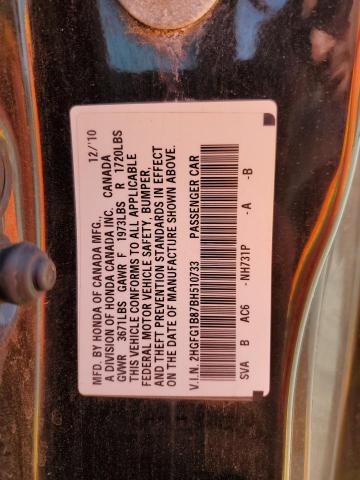 MFD. BY HONDA OF CANADA MFG., 12/'10
A DIVISION OF HONDA CANADA INC. CANADA
GVWR 3671LBS GAWR F 1973LBS R 1720LBS
THIS VEHICLE CONFORMS TO ALL APPLICABLE
FEDERAL MOTOR VEHICLE SAFETY, BUMPER,
AND THEFT PREVENTION STANDARDS IN EFFECT
ON THE DATE OF MANUFACTURE SHOWN ABOVE.
V.I.N. 2HGFG1B87BH510733 PASSENGER CAR
SVA B AC6 -NH731P -A -B